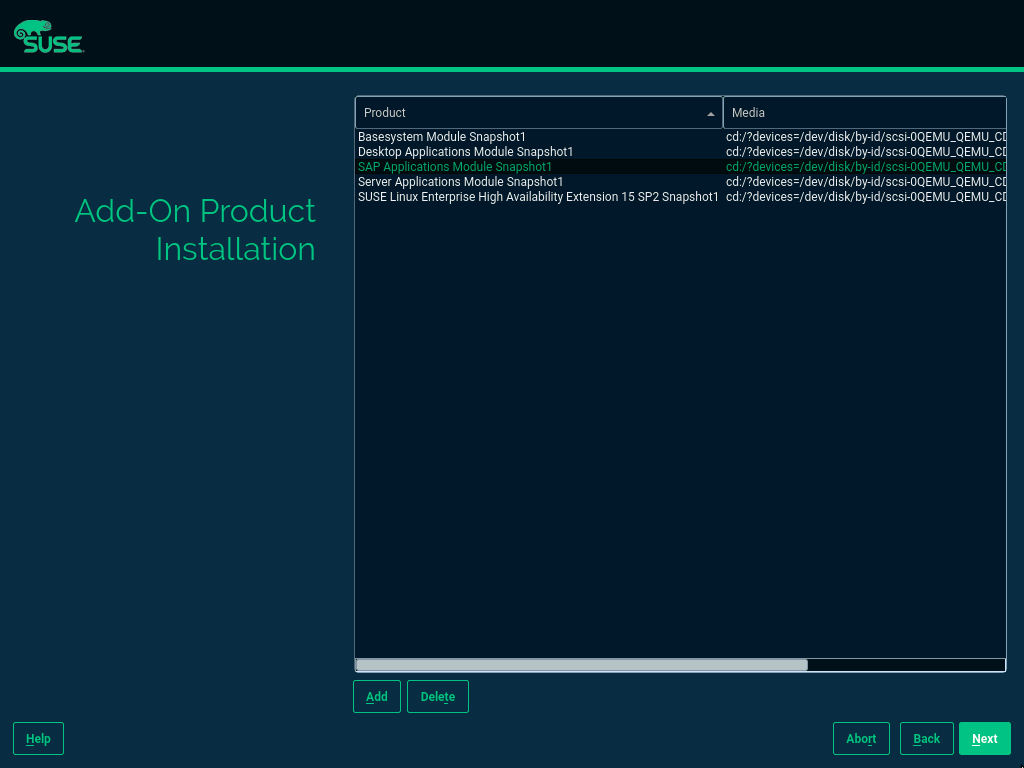 SUSE
Add-On Product
Installation
Product Media
Basesystem Module Snapshot1 cd:/?devices=/dev/disk/by-id/scsi-0QEMU_QEMU_CD
Desktop Applications Module Snapshot1 cd:/?devices=/dev/disk/by-id/scsi-0QEMU_QEMU_CD
SAP Applications Module Snapshot1 cd:/?devices=/dev/disk/by-id/scsi-0QEMU_QEMU_CD
Server Applications Module Snapshot1 cd:/?devices=/dev/disk/by-id/scsi-0QEMU_QEMU_CD
SUSE Linux Enterprise High Availability Extension 15 SP2 Snapshot1 cd:/?devices=/dev/disk/by-id/scsi-0QEMU_QEMU_CD
Add Delete
Help Abort Back Next